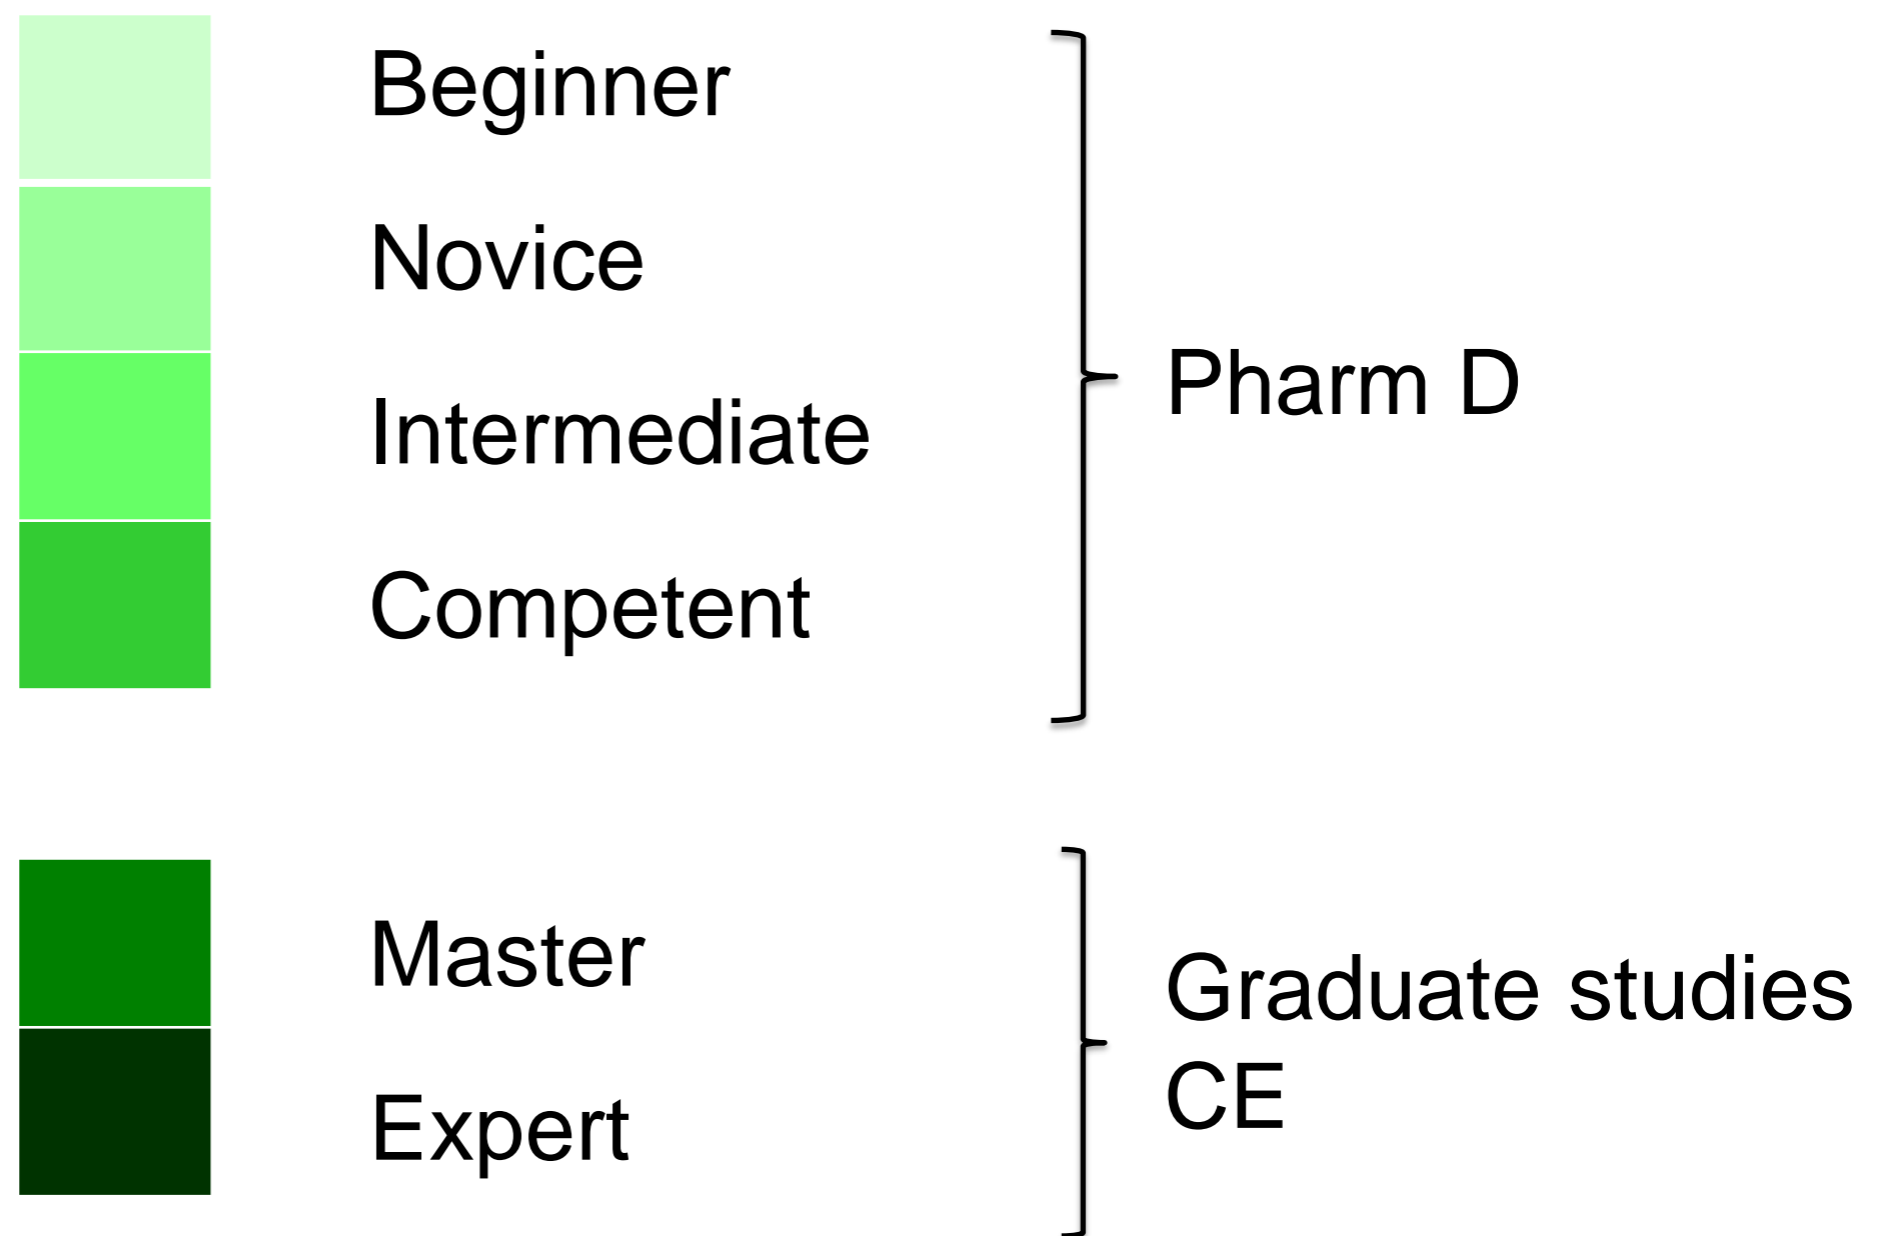 Beginner
Novice
Intermediate
Competent
Pharm D
Master
Expert
Graduate studies
CE